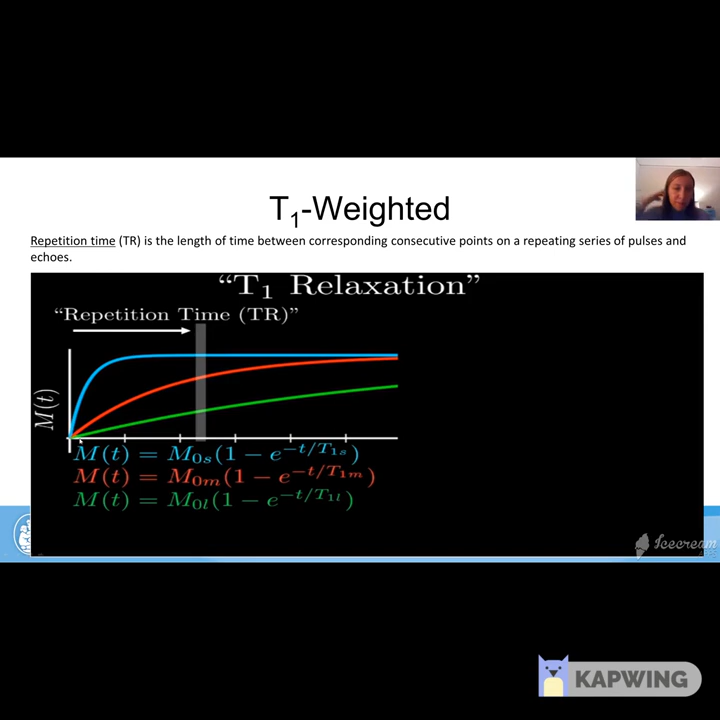 T₁-Weighted
Repetition time (TR) is the length of time between corresponding consecutive points on a repeating series of pulses and
echoes.
“T₁ Relaxation”
“Repetition Time (TR)”
M(t)
M(t) = M₀ₛ(1 − e^{−t/T₁ₛ})
M(t) = M₀ₘ(1 − e^{−t/T₁ₘ})
M(t) = M₀ₗ(1 − e^{−t/T₁ₗ})
Icecream
KAPWING